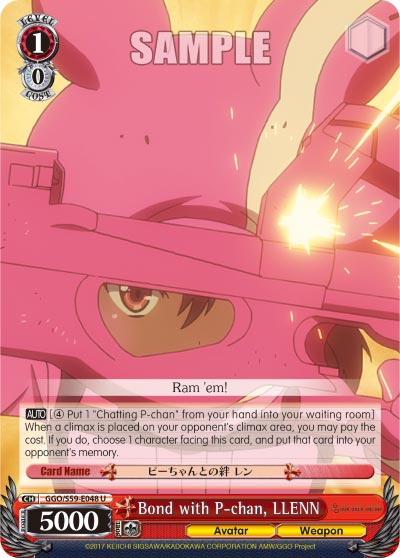 LEVEL
1
0
COST
SAMPLE
Ram 'em!
AUTO [④ Put 1 "Chatting P-chan" from your hand into your waiting room]
When a climax is placed on your opponent's climax area, you may pay the
cost. If you do, choose 1 character facing this card, and put that card into your
opponent's memory.
Card Name
ピーちゃんとの絆 レン
CH GGO/S59-E048 U
5000
Bond with P-chan, LLENN
Avatar
Weapon
©2017 KEIICHI SIGSAWA/KADOKAWA CORPORATION AMW/GGO Project